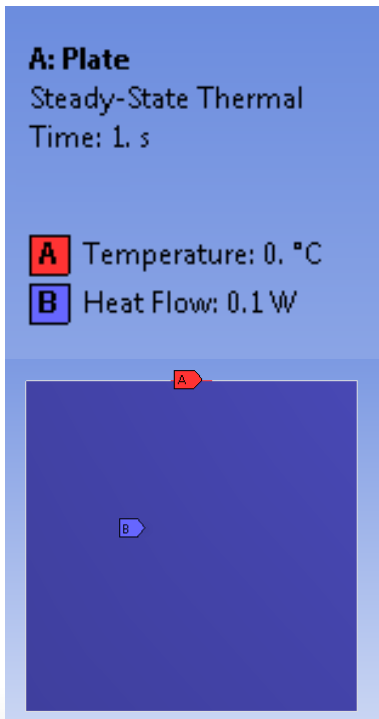 A: Plate
Steady-State Thermal
Time: 1. s
A Temperature: 0. °C
B Heat Flow: 0.1 W
A
B